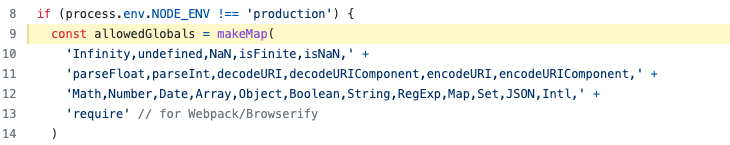 8 if (process.env.NODE_ENV !== 'production') {
9 const allowedGlobals = makeMap(
10 'Infinity,undefined,NaN,isFinite,isNaN,' +
11 'parseFloat,parseInt,decodeURI,decodeURIComponent,encodeURI,encodeURIComponent,' +
12 'Math,Number,Date,Array,Object,Boolean,String,RegExp,Map,Set,JSON,Intl,' +
13 'require' // for Webpack/Browserify
14 )